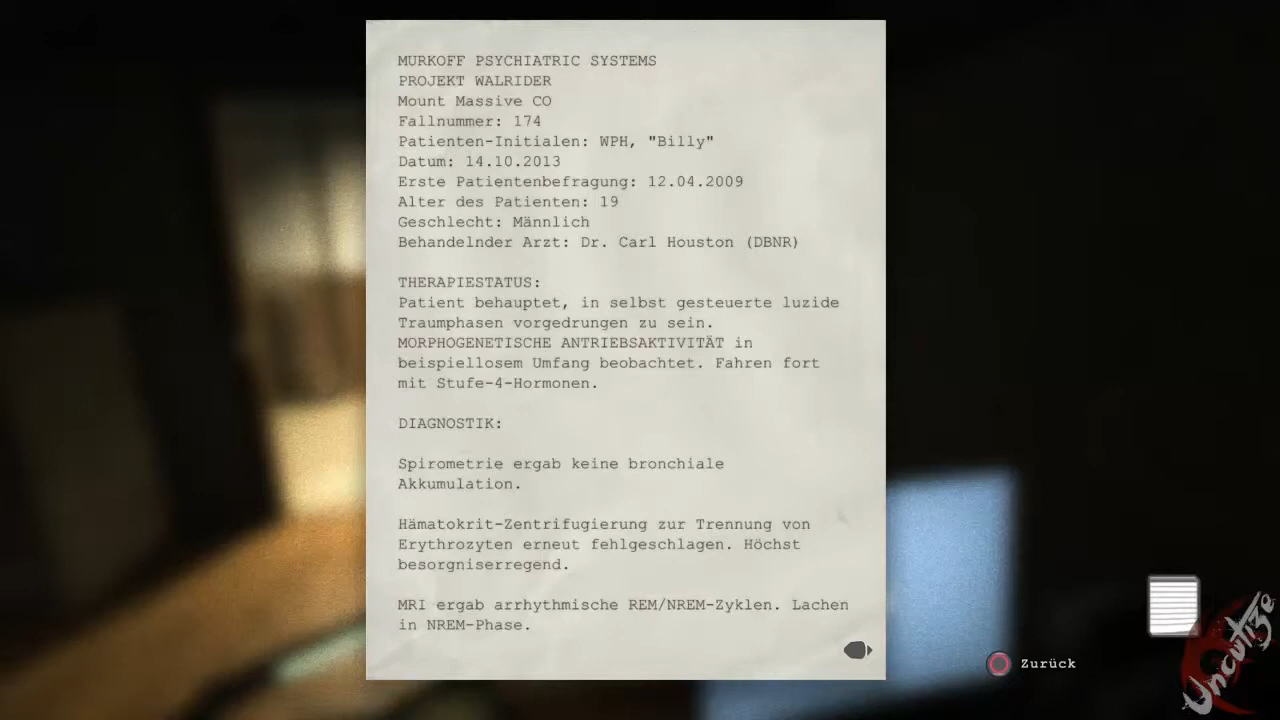 MURKOFF PSYCHIATRIC SYSTEMS
PROJEKT WALRIDER
Mount Massive CO
Fallnummer: 174
Patienten-Initialen: WPH, "Billy"
Datum: 14.10.2013
Erste Patientenbefragung: 12.04.2009
Alter des Patienten: 19
Geschlecht: Männlich
Behandelnder Arzt: Dr. Carl Houston (DBNR)
THERAPIESTATUS:
Patient behauptet, in selbst gesteuerte luzide
Traumphasen vorgedrungen zu sein.
MORPHOGENETISCHE ANTRIEBSAKTIVITÄT in
beispiellosem Umfang beobachtet. Fahren fort
mit Stufe-4-Hormonen.
DIAGNOSTIK:
Spirometrie ergab keine bronchiale
Akkumulation.
Hämatokrit-Zentrifugierung zur Trennung von
Erythrozyten erneut fehlgeschlagen. Höchst
besorgniserregend.
MRI ergab arrhythmische REM/NREM-Zyklen. Lachen
in NREM-Phase.
Zurück
Uncut!ze